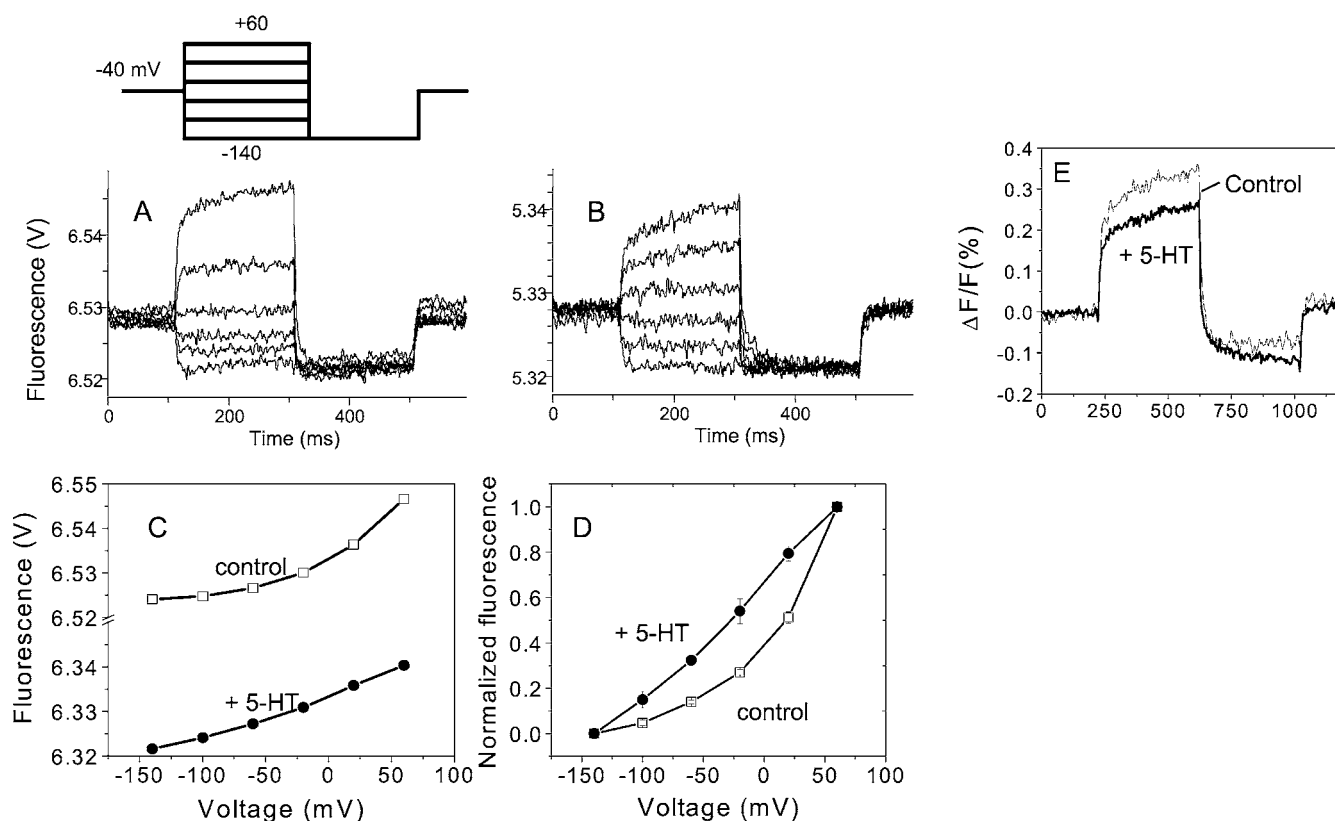 +60
-40 mV
-140
A
Fluorescence (V)
6.54
6.53
6.52
0 200 400
Time (ms)
B
5.34
5.33
5.32
0 200 400
Time (ms)
E
ΔF/F(%)
0.4
0.3
0.2
0.1
0.0
-0.1
-0.2
Control
+ 5-HT
0 250 500 750 1000
C
Fluorescence (V)
6.55
6.54
6.53
6.52
6.34
6.33
6.32
control
+ 5-HT
-150 -100 -50 0 50 100
Voltage (mV)
D
Normalized fluorescence
1.0
0.8
0.6
0.4
0.2
0.0
+ 5-HT
control
-150 -100 -50 0 50 100
Voltage (mV)